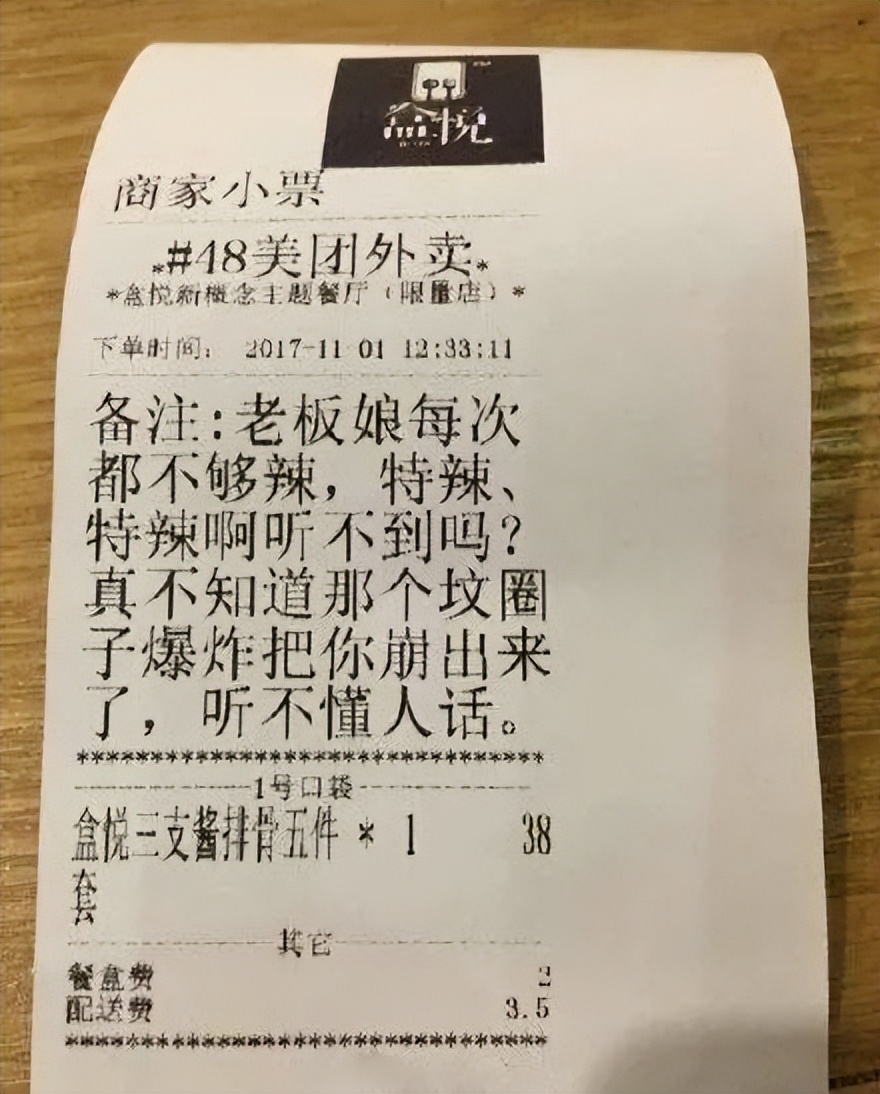 盒悦
商家小票
*#48美团外卖*
*盒悦新概念主题餐厅(限量店)*
下单时间: 2017-11-01 12:33:11
备注:老板娘每次
都不够辣,特辣、
特辣啊听不到吗?
真不知道那个坟圈
子爆炸把你崩出来
了,听不懂人话。
********************************
1号口袋
盒悦三支酱排骨五件 * 1 38
套
其它
餐盒费 2
配送费 3.5
********************************